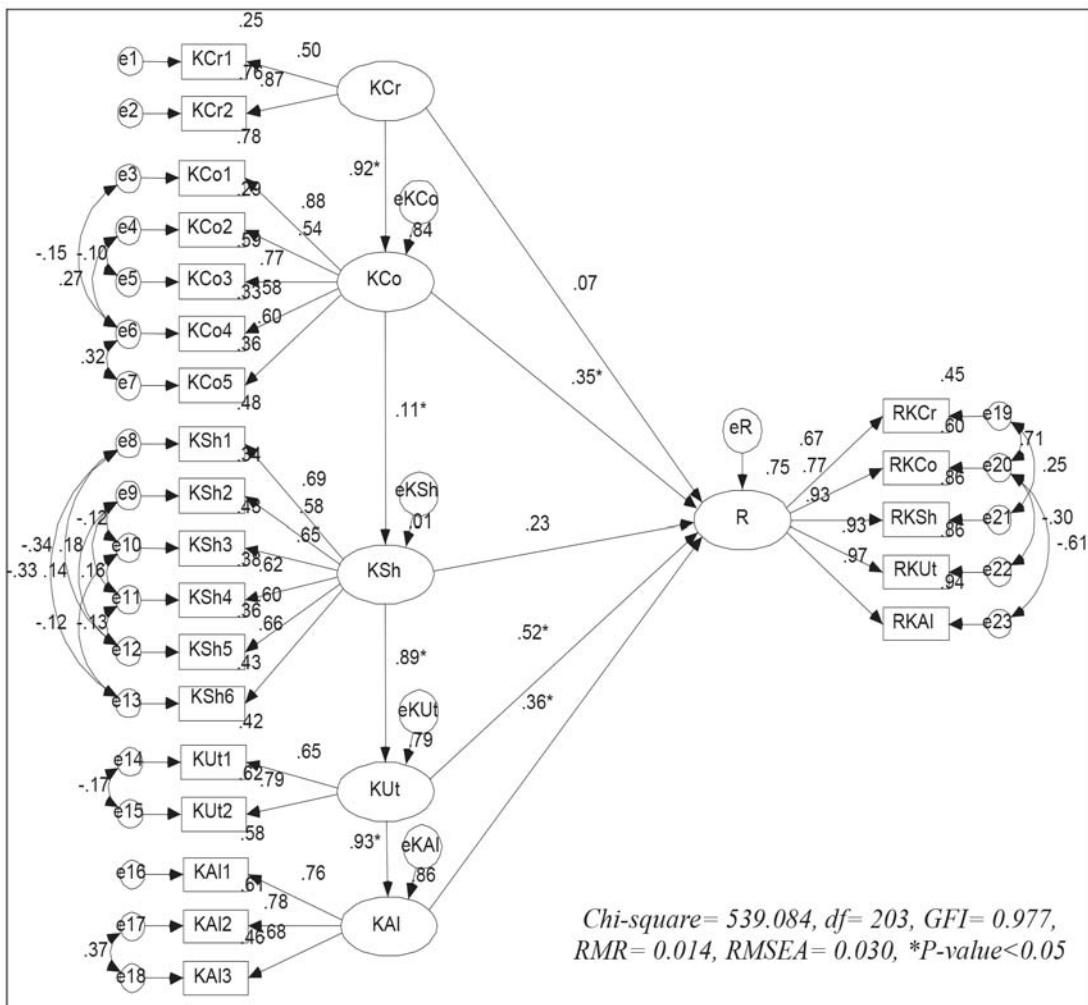 .25
e1 KCr1 .50
.76 .87 KCr
e2 KCr2
.78
.92*
e3 KCo1
.29 .88 eKCo
e4 KCo2 .54 .84
-.15 -.10 .59 .77
.27 e5 KCo3 KCo .07
.33 .58
e6 KCo4 .60
.32 .36
e7 KCo5 .35* .45
.48 .11* RKCr e19
e8 KSh1 eR .67 .60 .71
.34 .69 .75 .77 RKCo e20 .25
e9 KSh2 .58 eKSh .93 .86
-.12 .46 .65 .01 R RKSh e21 -.30
-.34 .18 e10 KSh3 .23 .93 .86 -.61
.38 .62 KSh .97 RKUt e22
-.33 .14 .16 e11 KSh4 .60 .94
.36 .66 RKAl e23
-.12 -.13 e12 KSh5 .52*
.43 .89*
e13 KSh6 .36*
.42 eKUt
e14 KUt1 .65 .79
-.17 .62 .79
e15 KUt2 KUt
.58 .93* eKAl
e16 KAl1 .76 .86
.61 .78
e17 KAl2 KAl
.37 .46 .68
e18 KAl3
Chi-square= 539.084, df= 203, GFI= 0.977,
RMR= 0.014, RMSEA= 0.030, *P-value<0.05